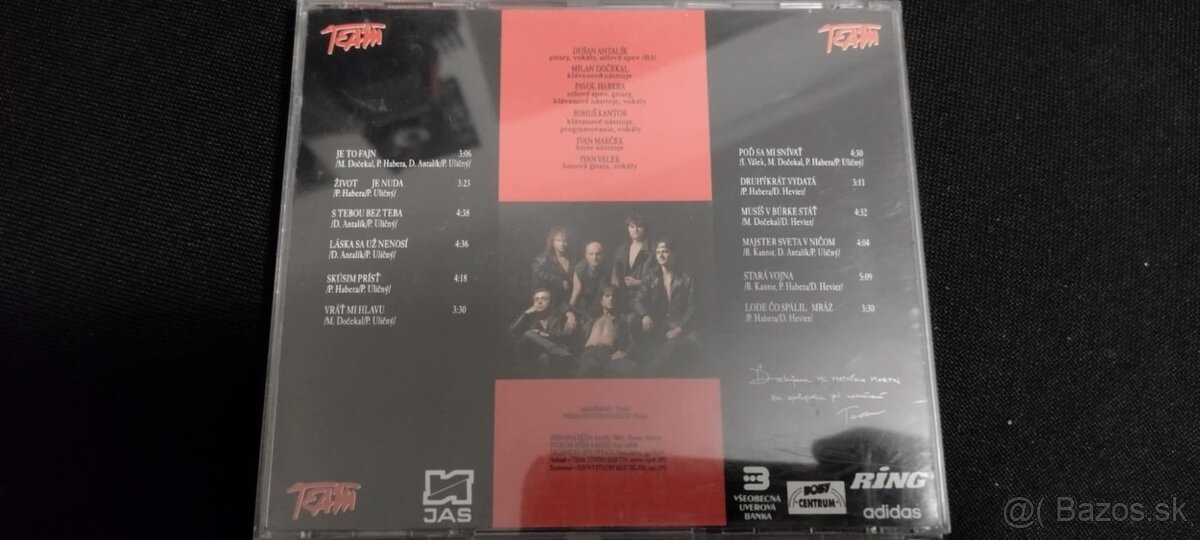 TEAM
TEAM
DUŠAN ANTALÍK
gitary, vokály, sólový spev /B3/
MILAN DOČEKAL
klávesové nástroje
PAVOL HABERA
sólový spev, gitary,
klávesové nástroje, vokály
BOHUŠ KANTOR
klávesové nástroje,
programovanie, vokály
IVAN MARČEK
bicie nástroje
IVAN VÁLEK
basová gitara, vokály
JE TO FAJN 3:06
/M. Dočekal, P. Habera, D. Antalík/P. Uličný/
ŽIVOT JE NUDA 3:23
/P. Habera/P. Uličný/
S TEBOU BEZ TEBA 4:38
/D. Antalík/P. Uličný/
LÁSKA SA UŽ NENOSÍ 4:36
/D. Antalík/P. Uličný/
SKÚSIM PRÍSŤ 4:18
/P. Habera/P. Uličný/
VRÁŤ MI HLAVU 3:30
/M. Dočekal/P. Uličný/
POĎ SA MI SNÍVAŤ 4:30
/I. Válek, M. Dočekal, P. Habera/P. Uličný/
DRUHÝKRÁT VYDATÁ 3:13
/P. Habera/D. Hevier/
MUSÍŠ V BÚRKE STÁŤ 4:32
/M. Dočekal/D. Hevier/
MAJSTER SVETA V NIČOM 4:04
/B. Kantor, D. Antalík/P. Uličný/
STARÁ VOJNA 5:09
/B. Kantor, P. Habera/D. Hevier/
LODE ČO SPÁLIL MRÁZ 3:30
/P. Habera/D. Hevier/
Team
TEAM
JAS
VŠEOBECNÁ
ÚVEROVÁ
BANKA
BOBY
CENTRUM
RING
adidas
@( Bazos.sk